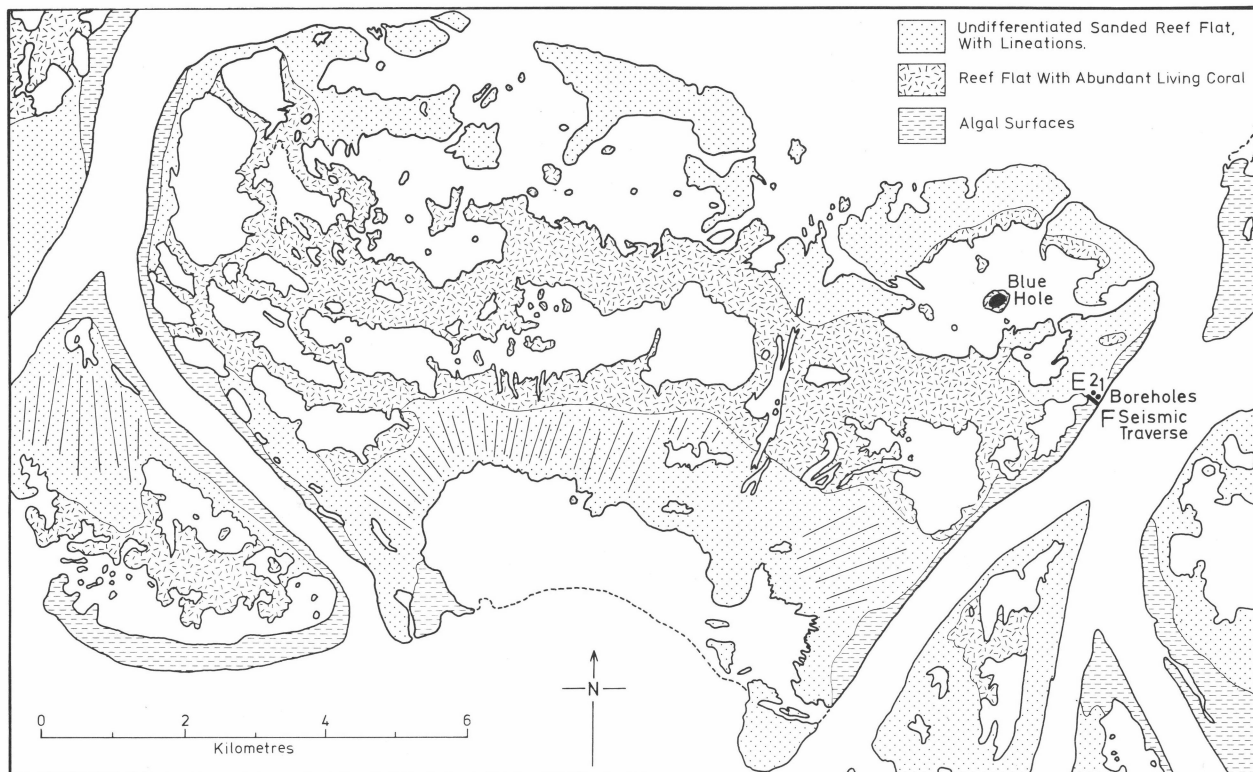 Undifferentiated Sanded Reef Flat,
With Lineations.
Reef Flat With Abundant Living Coral
Algal Surfaces
Blue
Hole
E 2 1
Boreholes
F Seismic
Traverse
N
0 2 4 6
Kilometres